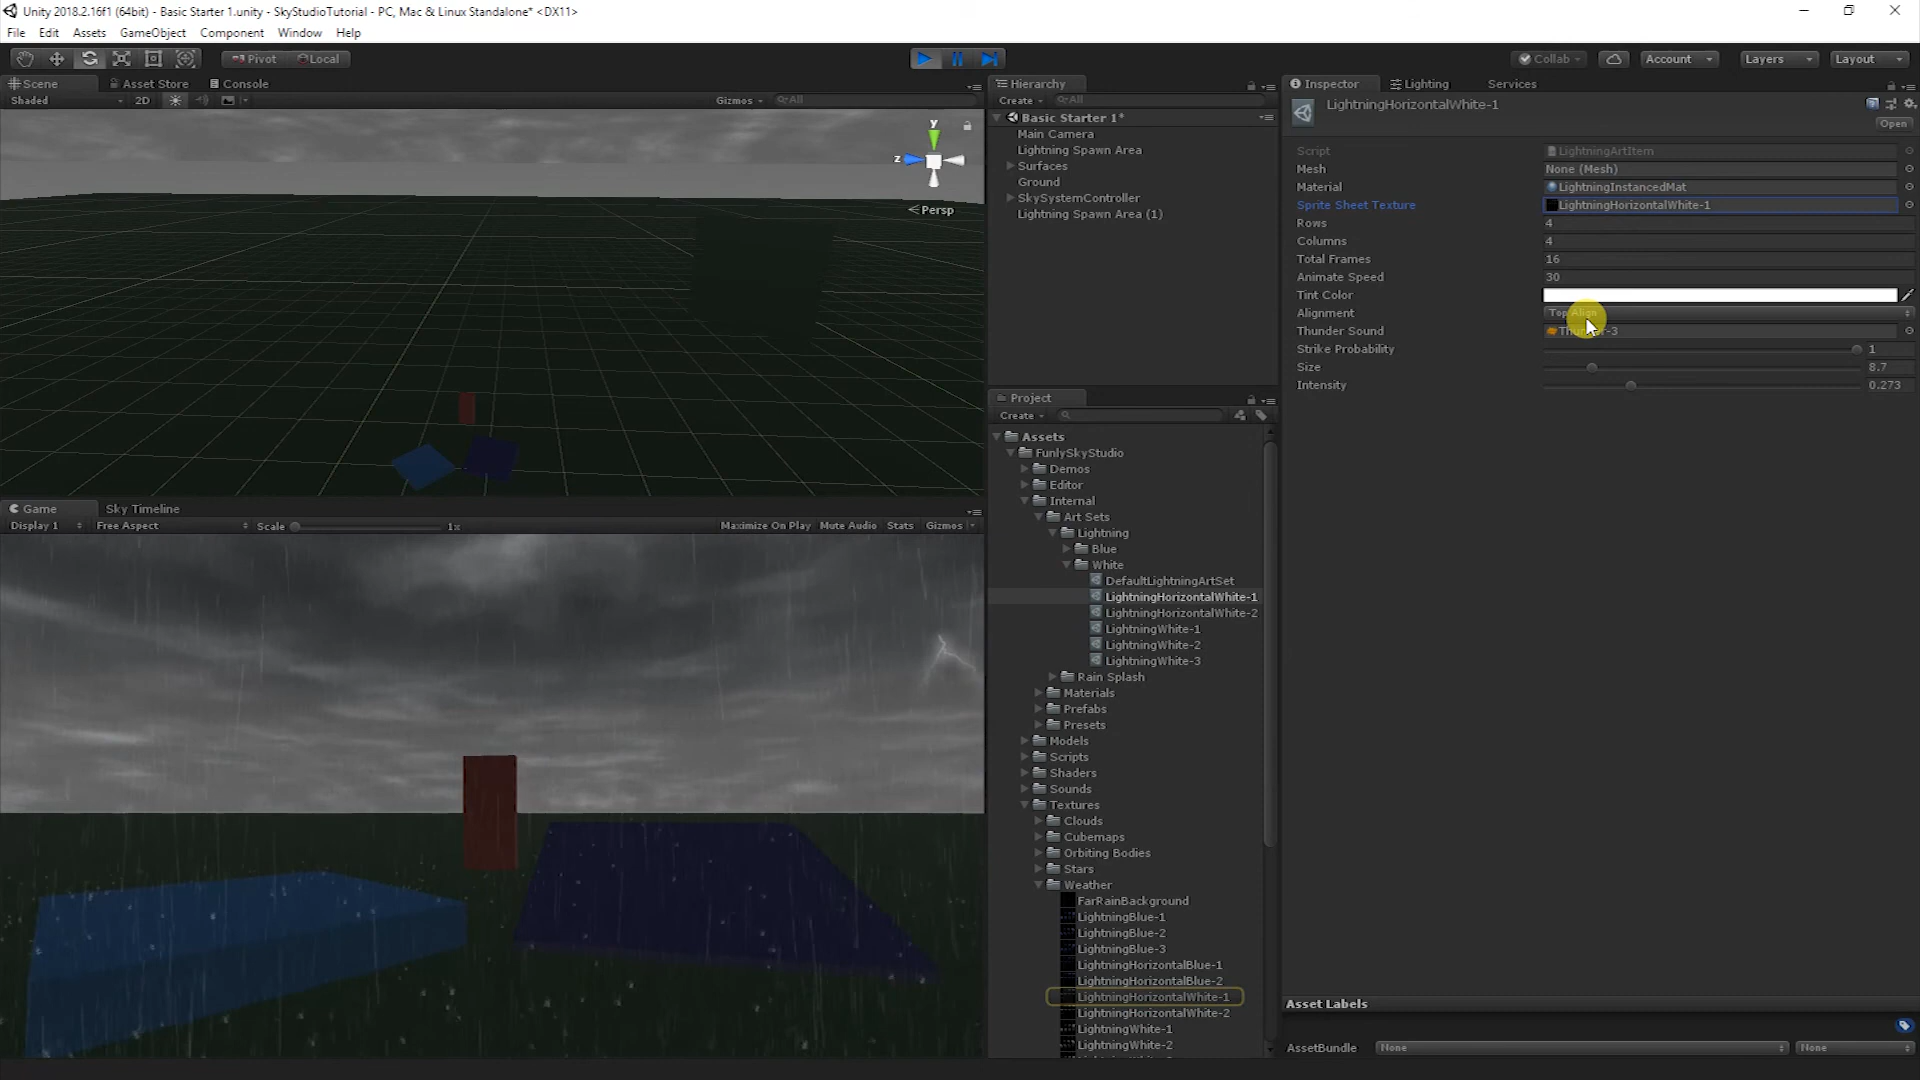 Unity 2018.2.16f1 (64bit) - Basic Starter 1.unity - SkyStudioTutorial - PC, Mac & Linux Standalone* <DX11>
File Edit Assets GameObject Component Window Help
Pivot Local Collab Account Layers Layout
Scene Asset Store Console
Shaded 2D Gizmos All
y
z
Persp
Game Sky Timeline
Display 1 Free Aspect Scale 1x Maximize On Play Mute Audio Stats Gizmos
Hierarchy
Create All
Basic Starter 1*
Main Camera
Lightning Spawn Area
Surfaces
Ground
SkySystemController
Lightning Spawn Area (1)
Project
Create
Assets
FunlySkyStudio
Demos
Editor
Internal
Art Sets
Lightning
Blue
White
DefaultLightningArtSet
LightningHorizontalWhite-1
LightningHorizontalWhite-2
LightningWhite-1
LightningWhite-2
LightningWhite-3
Rain Splash
Materials
Prefabs
Presets
Models
Scripts
Shaders
Sounds
Textures
Clouds
Cubemaps
Orbiting Bodies
Stars
Weather
FarRainBackground
LightningBlue-1
LightningBlue-2
LightningBlue-3
LightningHorizontalBlue-1
LightningHorizontalBlue-2
LightningHorizontalWhite-1
LightningHorizontalWhite-2
LightningWhite-1
LightningWhite-2
Inspector Lighting Services
LightningHorizontalWhite-1
Open
Script LightningArtItem
Mesh None (Mesh)
Material LightningInstancedMat
Sprite Sheet Texture LightningHorizontalWhite-1
Rows 4
Columns 4
Total Frames 16
Animate Speed 30
Tint Color
Alignment Top Align
Thunder Sound Thunder-3
Strike Probability 1
Size 8.7
Intensity 0.273
Asset Labels
AssetBundle None None